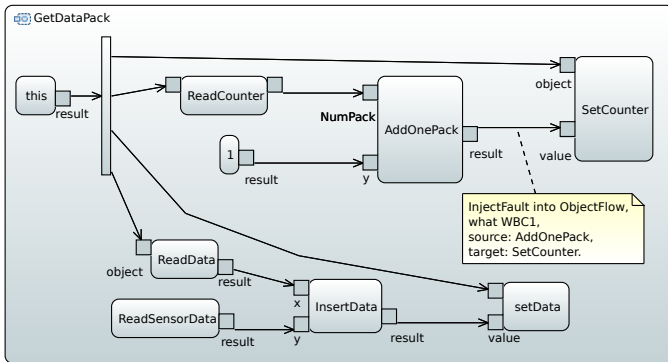 GetDataPack
this
result
ReadCounter
NumPack
1
result
y
AddOnePack
result
object
value
SetCounter
InjectFault into ObjectFlow,
what WBC1,
source: AddOnePack,
target: SetCounter.
object
ReadData
result
x
ReadSensorData
result
y
InsertData
result
setData
value